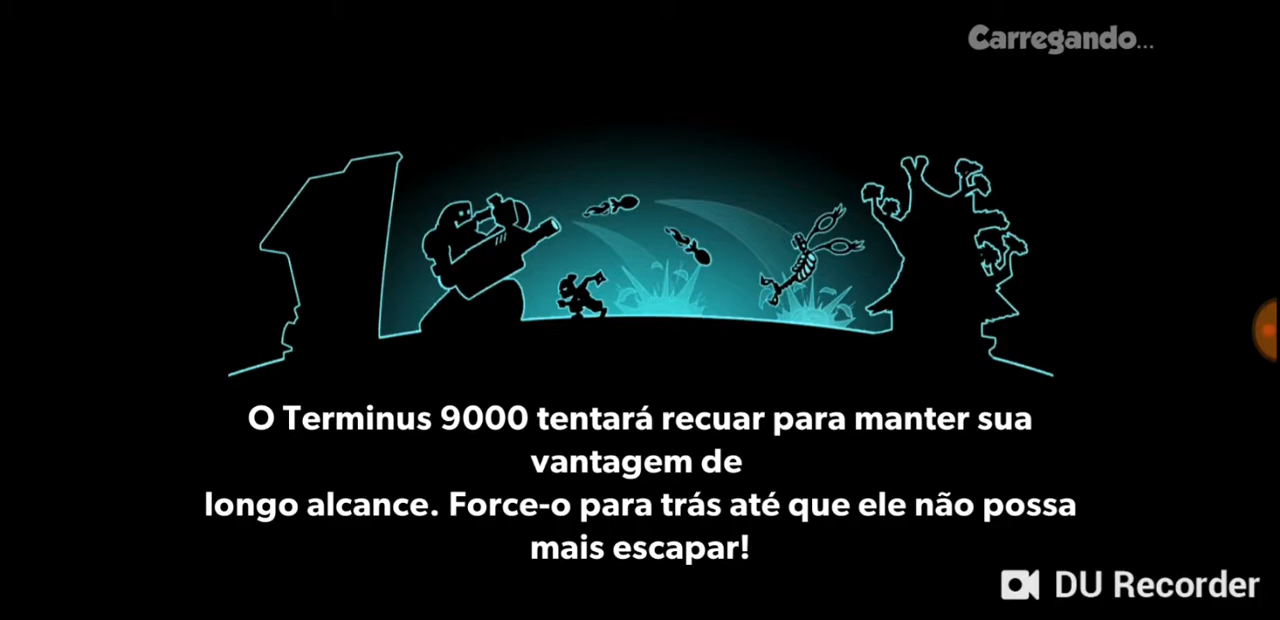 Carregando...
O Terminus 9000 tentará recuar para manter sua
vantagem de
longo alcance. Force-o para trás até que ele não possa
mais escapar!
DU Recorder